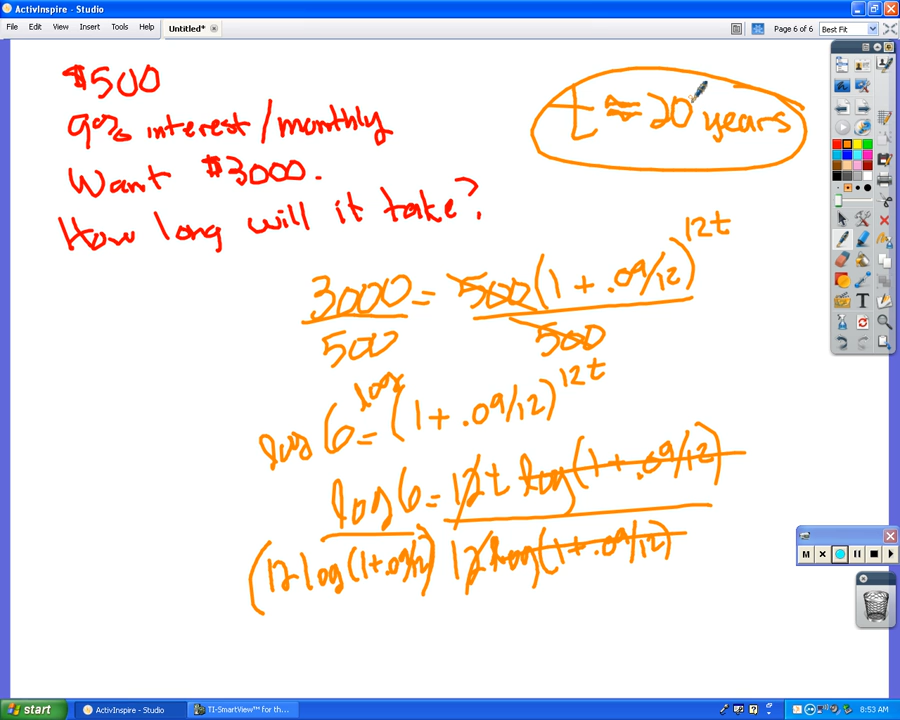 ActivInspire - Studio
File Edit View Insert Tools Help Untitled* Page 6 of 6 Best Fit
$500
9% interest/monthly
Want $3000.
How long will it take?
t ≈ 20 years
3000 = 500(1 + .09/12)^12t
500 500
log 6 = log(1 + .09/12)^12t
log 6 = 12t log(1 + .09/12)
(12 log(1+.09/12) 12 log(1+.09/12)
M
start ActivInspire - Studio TI-SmartView™ for th... 8:53 AM